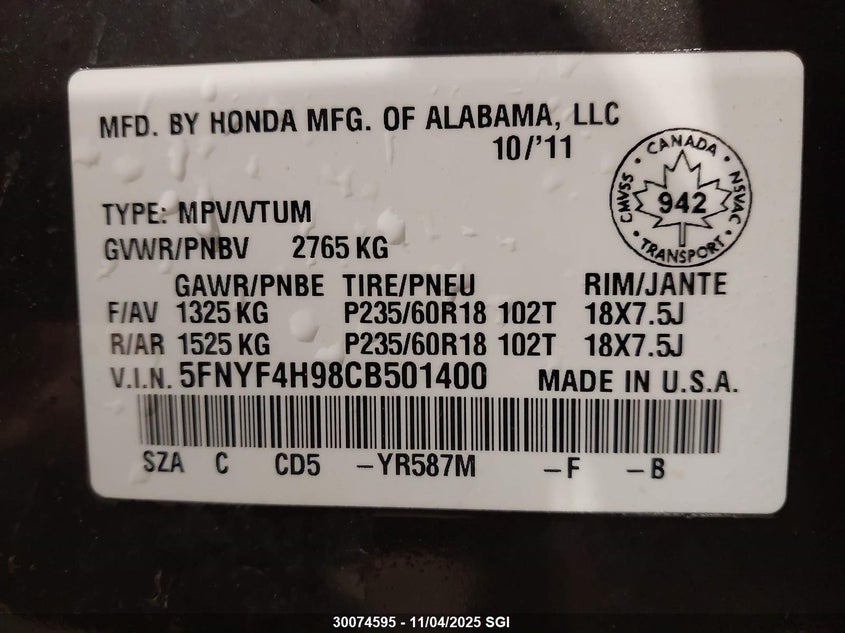 MFD. BY HONDA MFG. OF ALABAMA, LLC
10/'11
CANADA
CMVSS 942 NSVAC
TRANSPORT
TYPE: MPV/VTUM
GVWR/PNBV 2765 KG
GAWR/PNBE TIRE/PNEU RIM/JANTE
F/AV 1325 KG P235/60R18 102T 18X7.5J
R/AR 1525 KG P235/60R18 102T 18X7.5J
V.I.N. 5FNYF4H98CB501400 MADE IN U.S.A.
SZA C CD5 -YR587M -F -B
30074595 - 11/04/2025 SGI